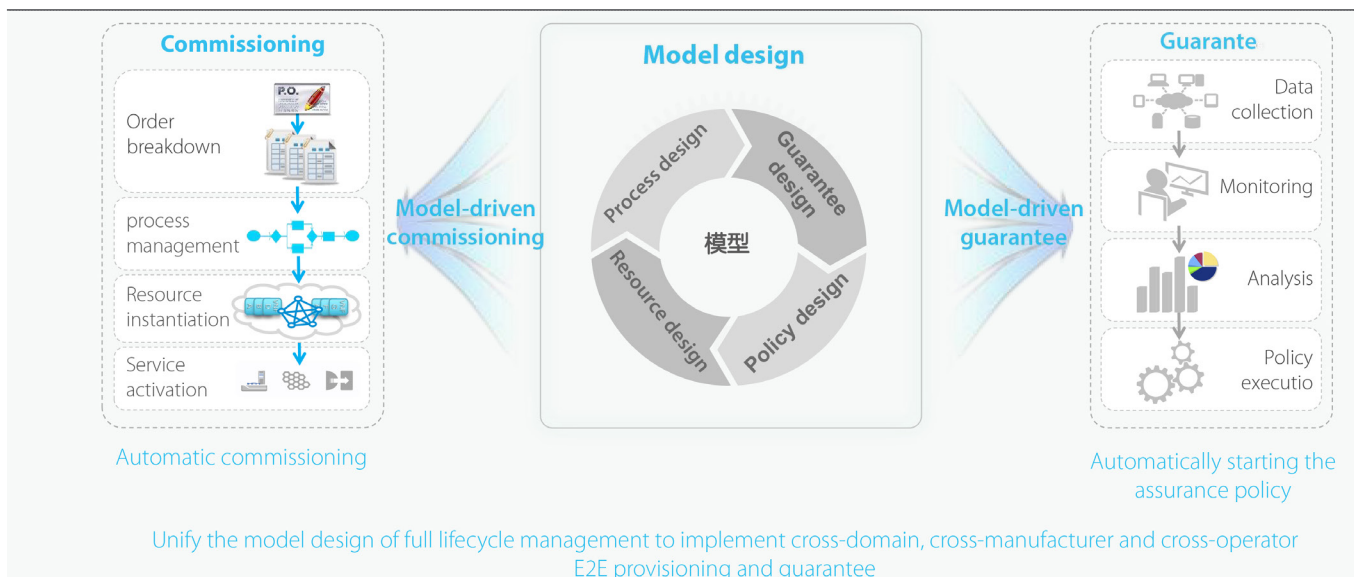 Commissioning
P.O.
Order
breakdown
process
management
Resource
instantiation
Service
activation
Automatic commissioning
Model-driven
commissioning
Model design
Process design
Guarantee
design
模型
Resource design
Policy design
Model-driven
guarantee
Guarante
Data
collection
Monitoring
Analysis
Policy
executio
Automatically starting the
assurance policy
Unify the model design of full lifecycle management to implement cross-domain, cross-manufacturer and cross-operator
E2E provisioning and guarantee